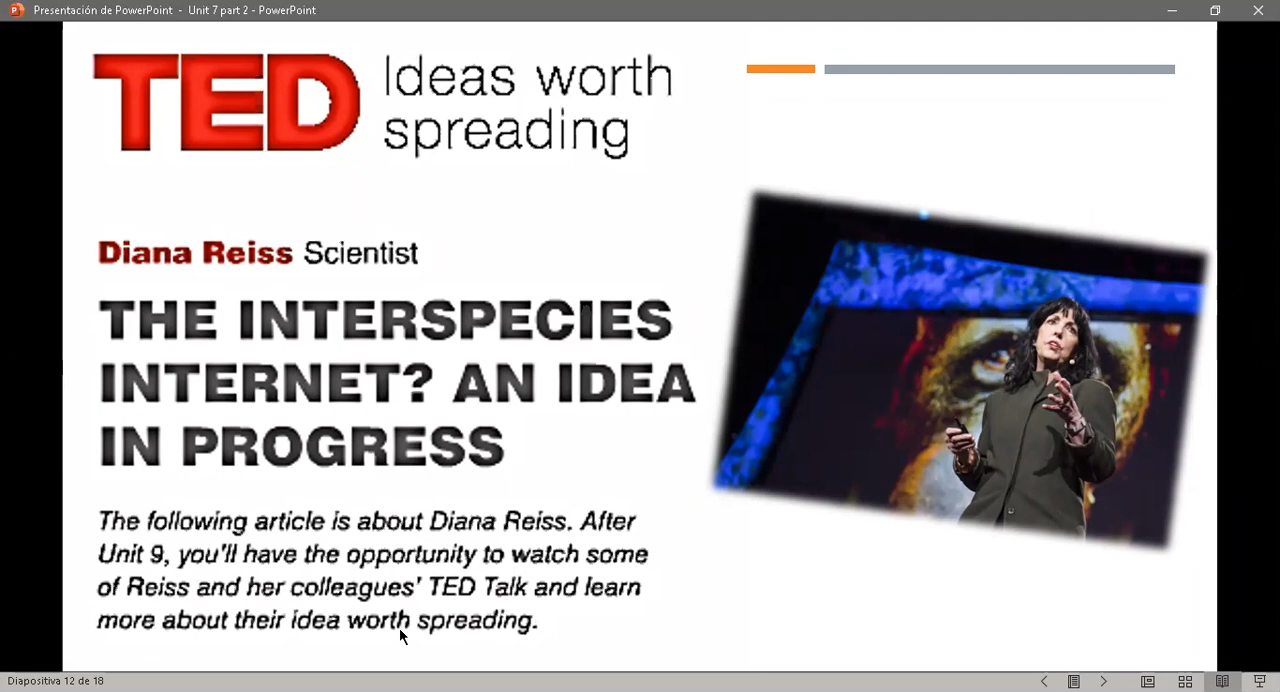 Presentación de PowerPoint - Unit 7 part 2 - PowerPoint
TED Ideas worth
spreading
Diana Reiss Scientist
THE INTERSPECIES
INTERNET? AN IDEA
IN PROGRESS
The following article is about Diana Reiss. After
Unit 9, you'll have the opportunity to watch some
of Reiss and her colleagues' TED Talk and learn
more about their idea worth spreading.
Diapositiva 12 de 18